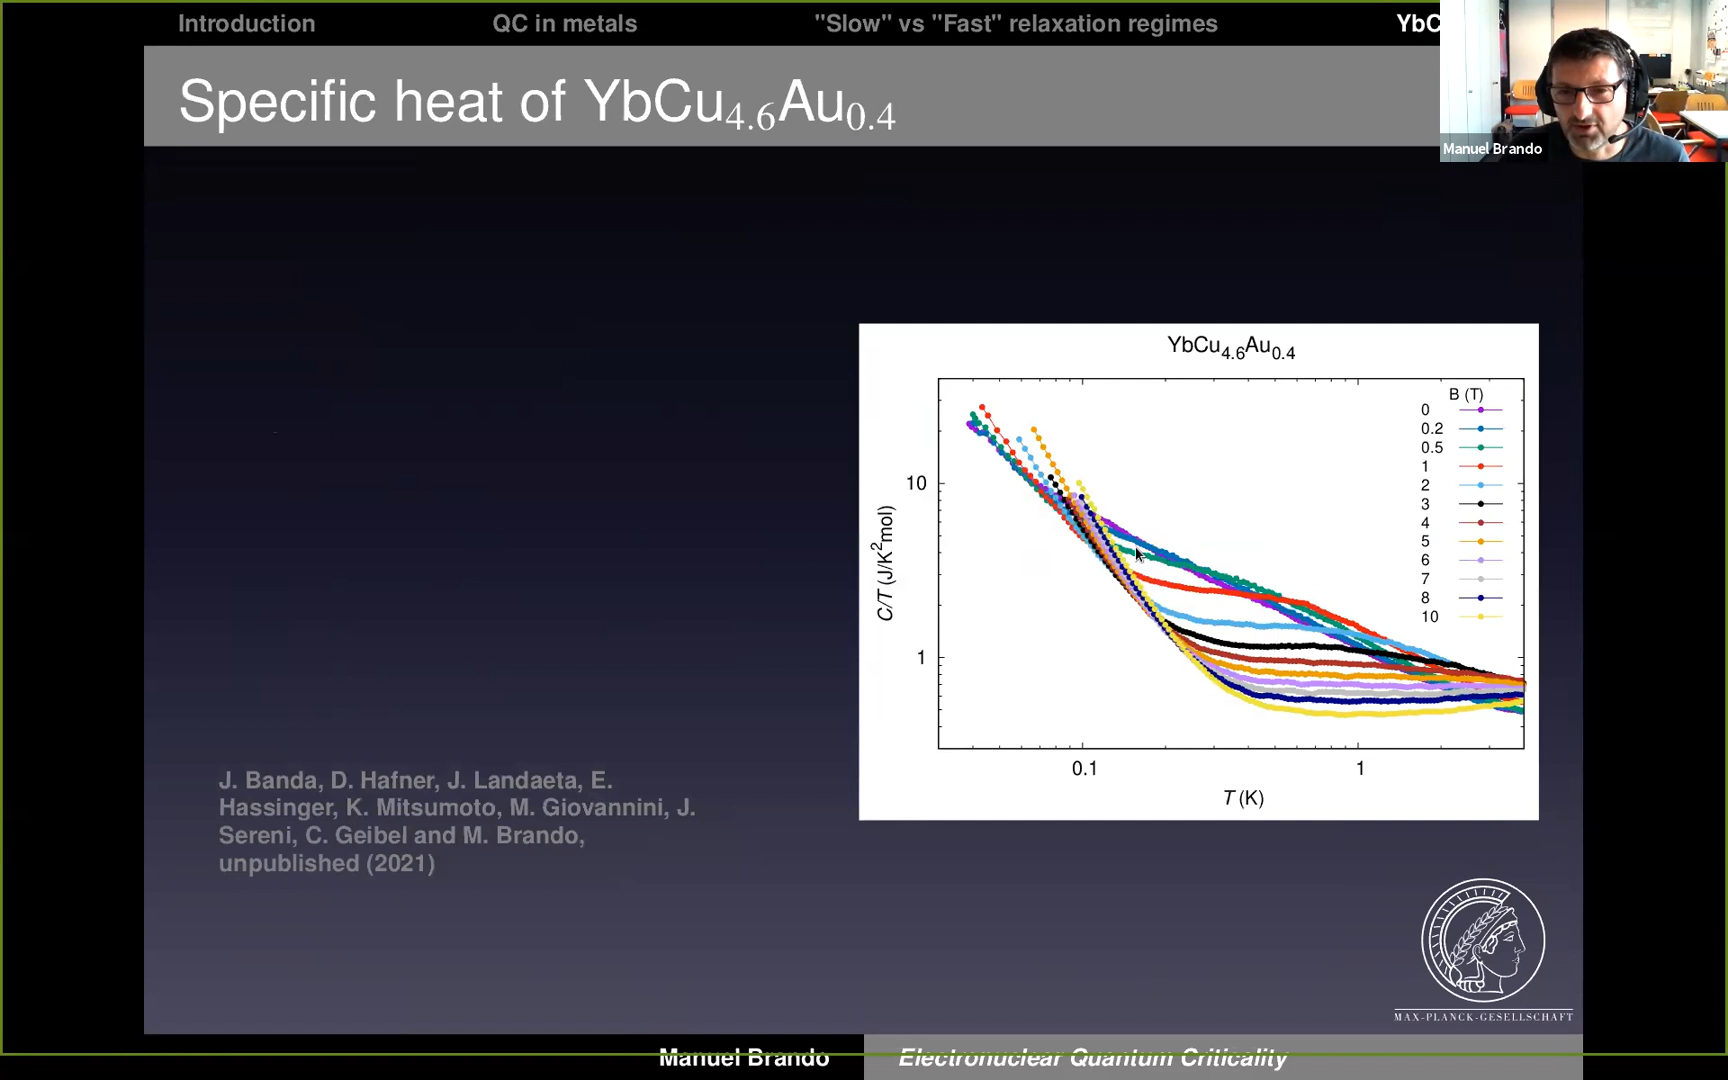 Introduction
QC in metals
"Slow" vs "Fast" relaxation regimes
YbC
Manuel Brando
Specific heat of YbCu4.6Au0.4
YbCu4.6Au0.4
B (T)
0
0.2
0.5
1
2
3
4
5
6
7
8
10
10
1
C/T (J/K2mol)
0.1
1
T (K)
J. Banda, D. Hafner, J. Landaeta, E.
Hassinger, K. Mitsumoto, M. Giovannini, J.
Sereni, C. Geibel and M. Brando,
unpublished (2021)
MAX-PLANCK-GESELLSCHAFT
Manuel Brando
Electronuclear Quantum Criticality